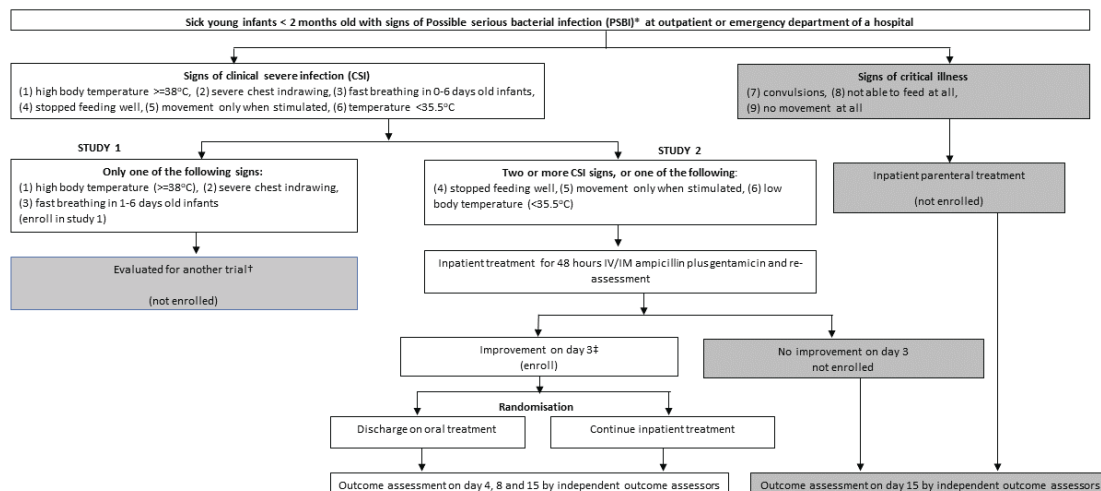 Sick young infants < 2 months old with signs of Possible serious bacterial infection (PSBI)* at outpatient or emergency department of a hospital
Signs of clinical severe infection (CSI)
(1) high body temperature >=38°C, (2) severe chest indrawing, (3) fast breathing in 0-6 days old infants,
(4) stopped feeding well, (5) movement only when stimulated, (6) temperature <35.5°C
Signs of critical illness
(7) convulsions, (8) not able to feed at all,
(9) no movement at all
STUDY 1
Only one of the following signs:
(1) high body temperature (>=38°C), (2) severe chest indrawing,
(3) fast breathing in 1-6 days old infants
(enroll in study 1)
STUDY 2
Two or more CSI signs, or one of the following:
(4) stopped feeding well, (5) movement only when stimulated, (6) low
body temperature (<35.5°C)
Inpatient parenteral treatment
(not enrolled)
Evaluated for another trial†
(not enrolled)
Inpatient treatment for 48 hours IV/IM ampicillin plus gentamicin and re-
assessment
Improvement on day 3‡
(enroll)
No improvement on day 3
not enrolled
Randomisation
Discharge on oral treatment
Continue inpatient treatment
Outcome assessment on day 4, 8 and 15 by independent outcome assessors
Outcome assessment on day 15 by independent outcome assessors